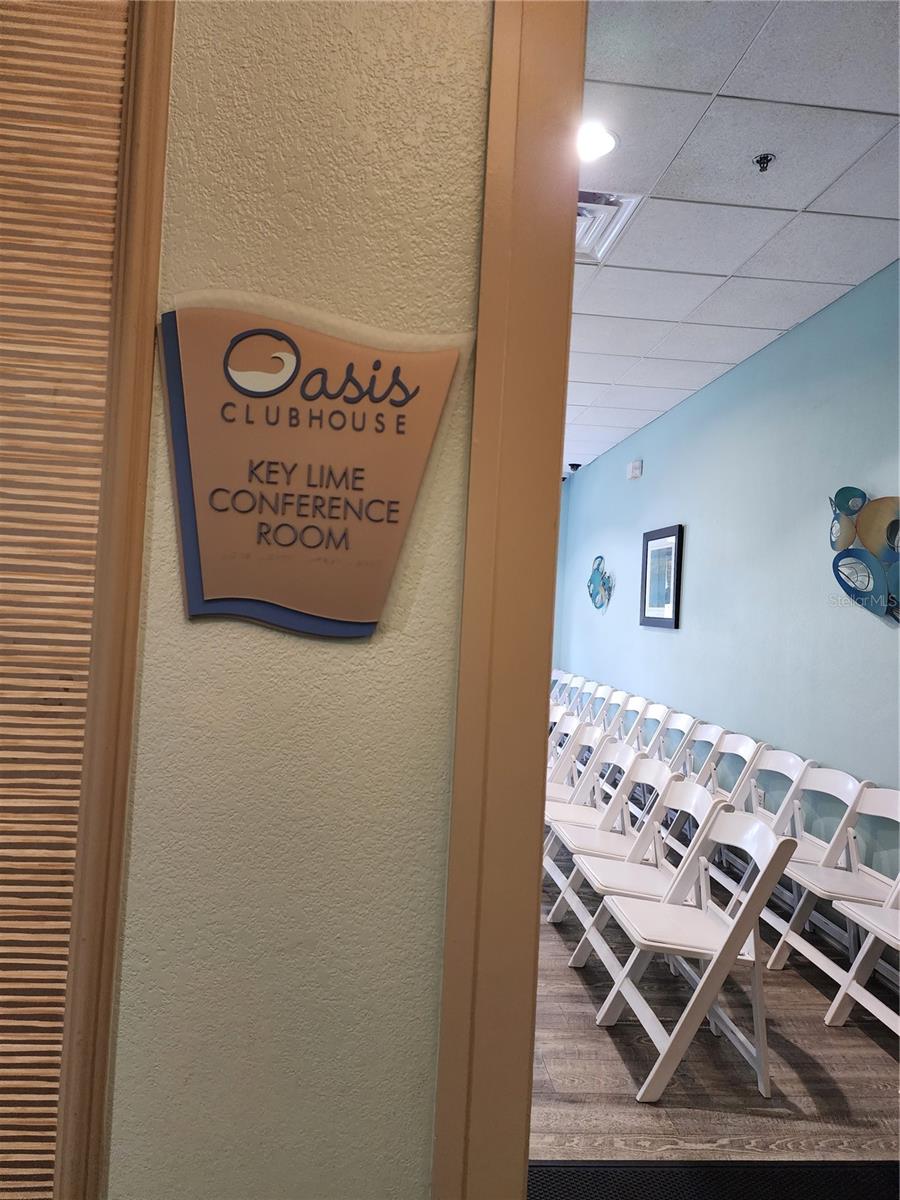 Oasis
CLUBHOUSE
KEY LIME
CONFERENCE
ROOM
StellarMLS